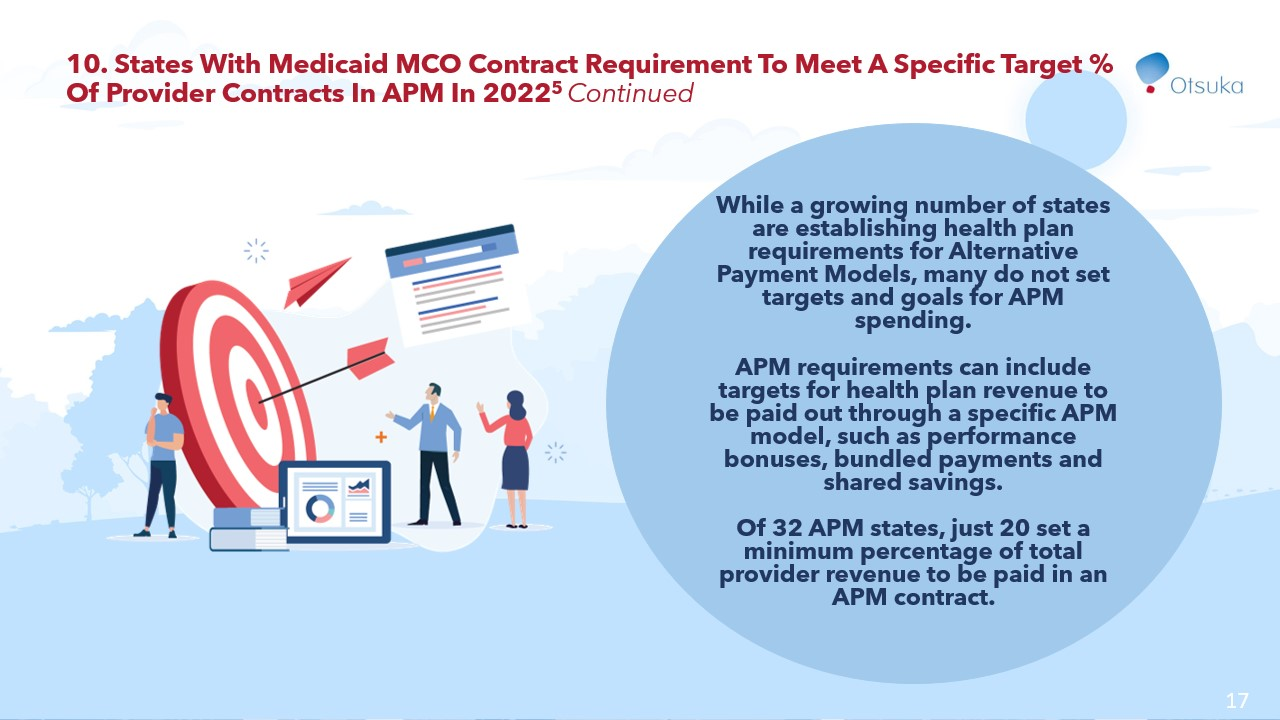 10. States With Medicaid MCO Contract Requirement To Meet A Specific Target %
Of Provider Contracts In APM In 2022⁵ Continued
Otsuka
While a growing number of states
are establishing health plan
requirements for Alternative
Payment Models, many do not set
targets and goals for APM
spending.
APM requirements can include
targets for health plan revenue to
be paid out through a specific APM
model, such as performance
bonuses, bundled payments and
shared savings.
Of 32 APM states, just 20 set a
minimum percentage of total
provider revenue to be paid in an
APM contract.
17